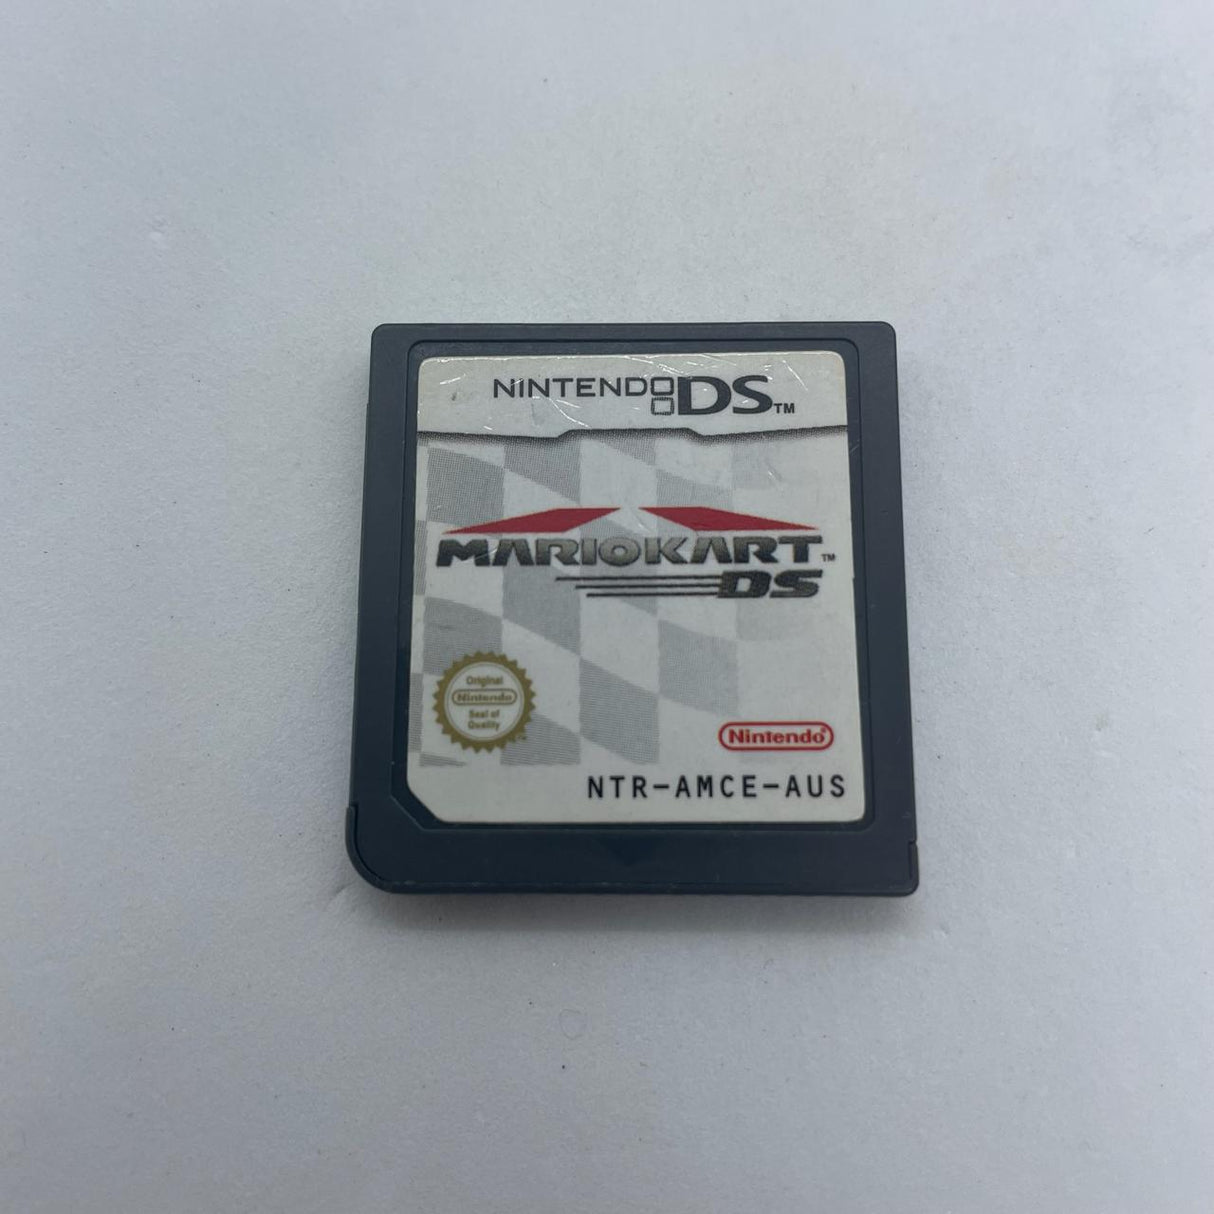 NINTENDO DS™
MARIOKART™
DS
Original
Nintendo
Seal of
Quality
Nintendo®
NTR-AMCE-AUS